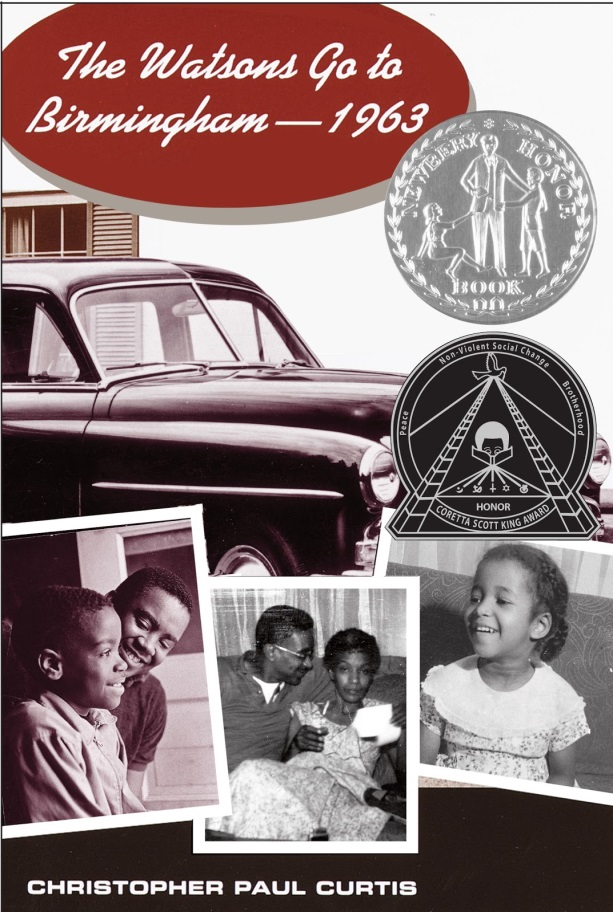 The Watsons Go to
Birmingham—1963
NEWBERY HONOR
BOOK
Non-Violent Social Change
Peace
Brotherhood
HONOR
CORETTA SCOTT KING AWARD
CHRISTOPHER PAUL CURTIS